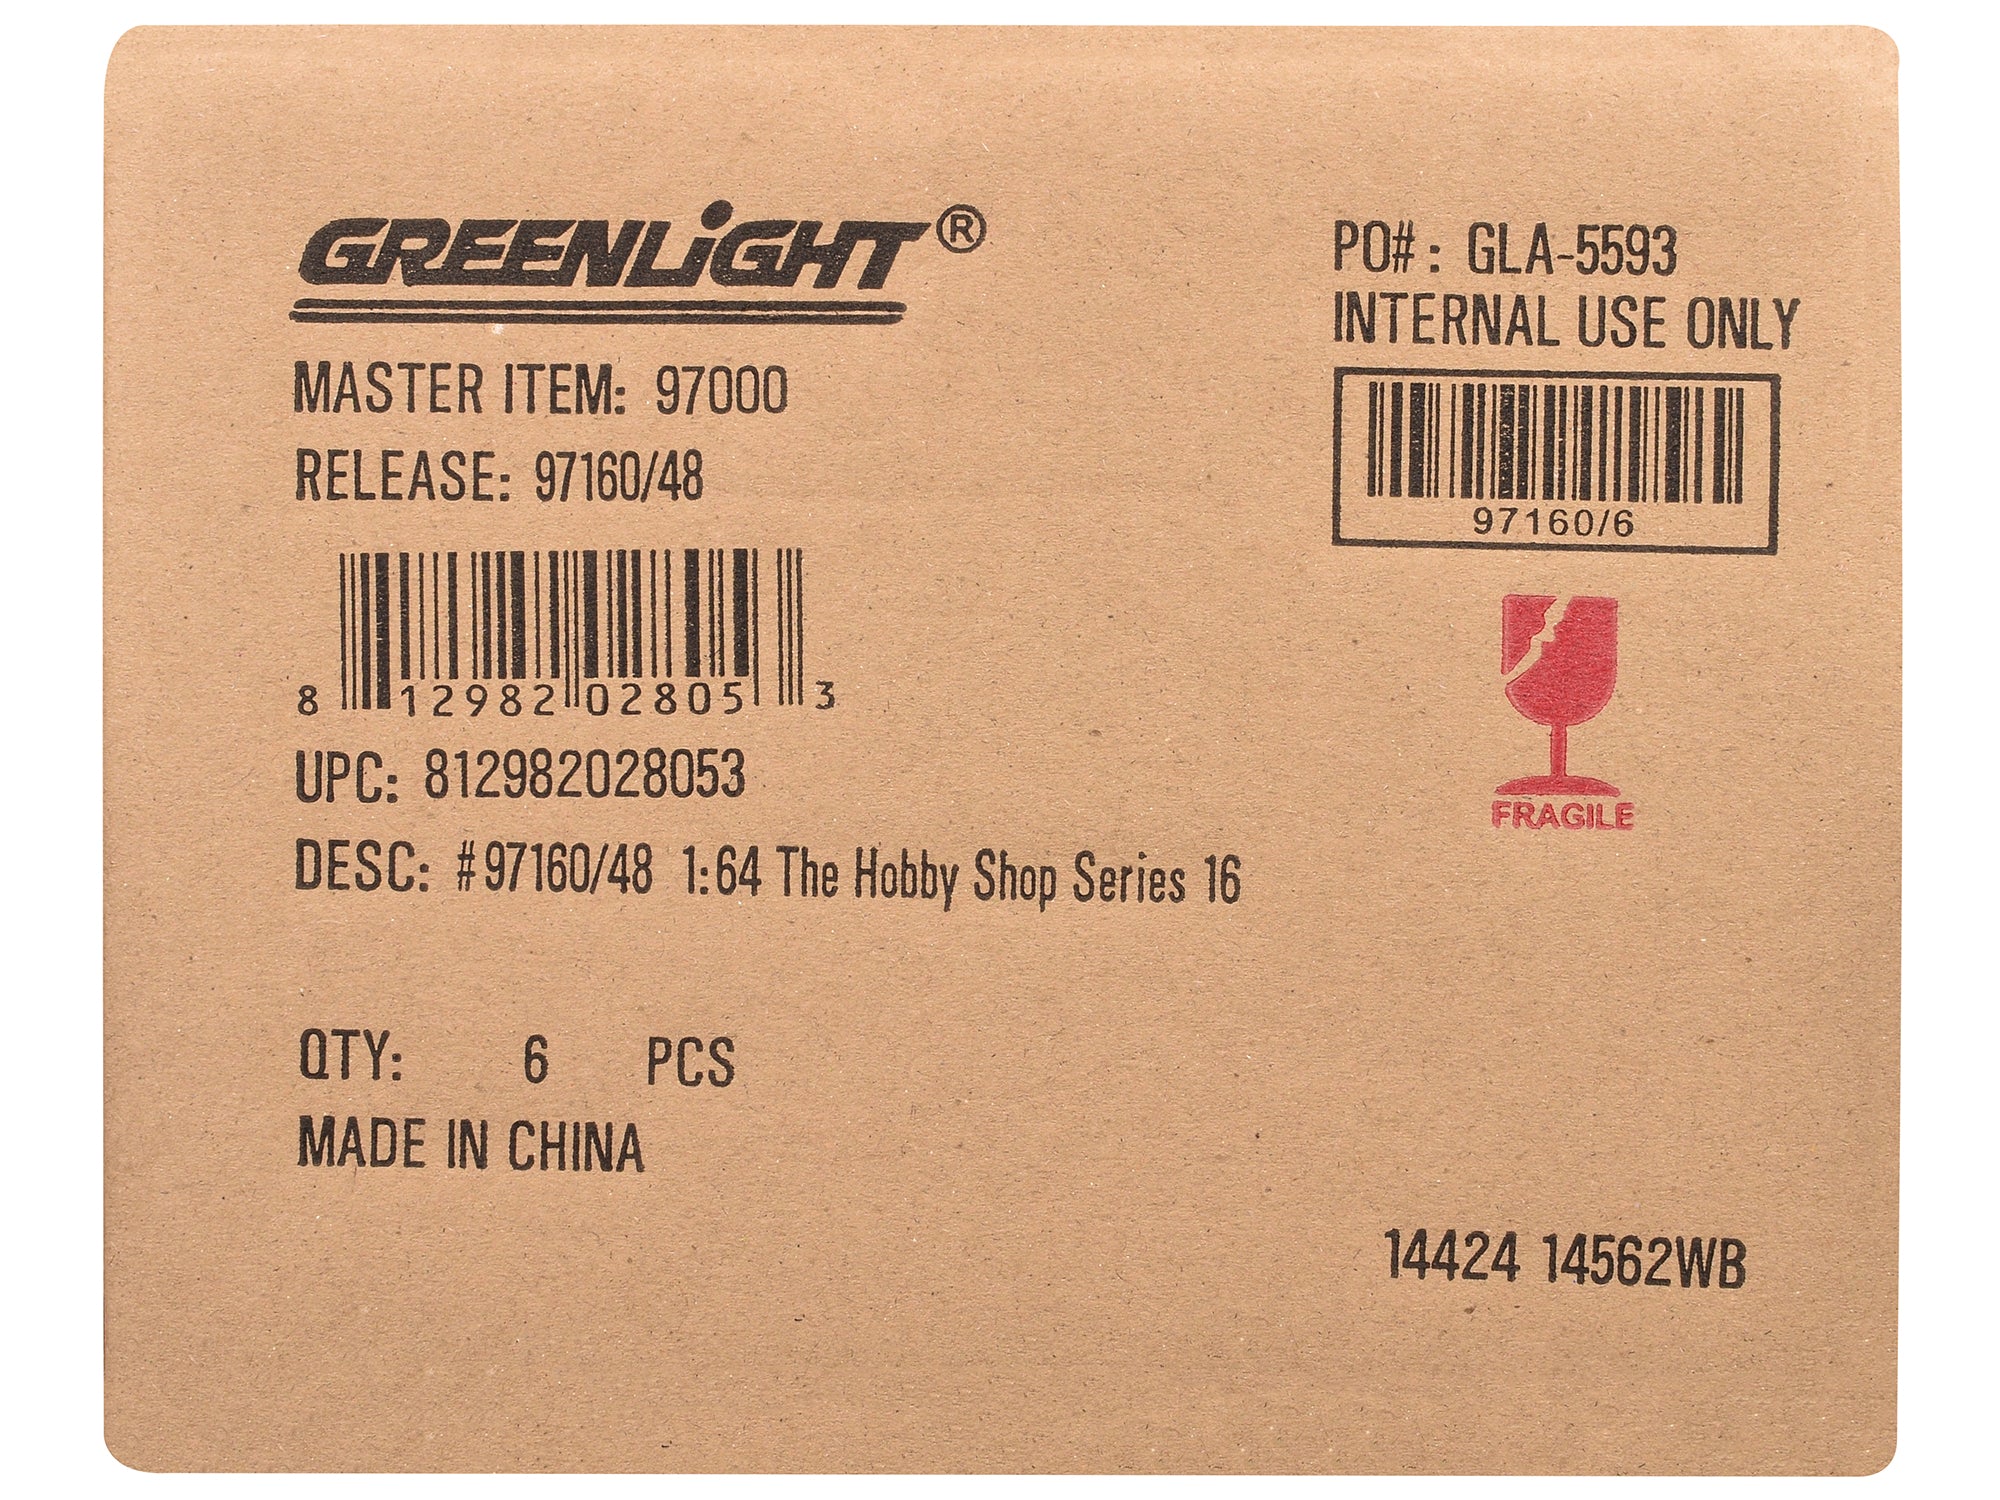 GREENLiGHT®
MASTER ITEM: 97000
RELEASE: 97160/48
8 12982 02805 3
UPC: 812982028053
DESC: #97160/48 1:64 The Hobby Shop Series 16
QTY: 6 PCS
MADE IN CHINA
PO#: GLA-5593
INTERNAL USE ONLY
97160/6
FRAGILE
14424 14562WB